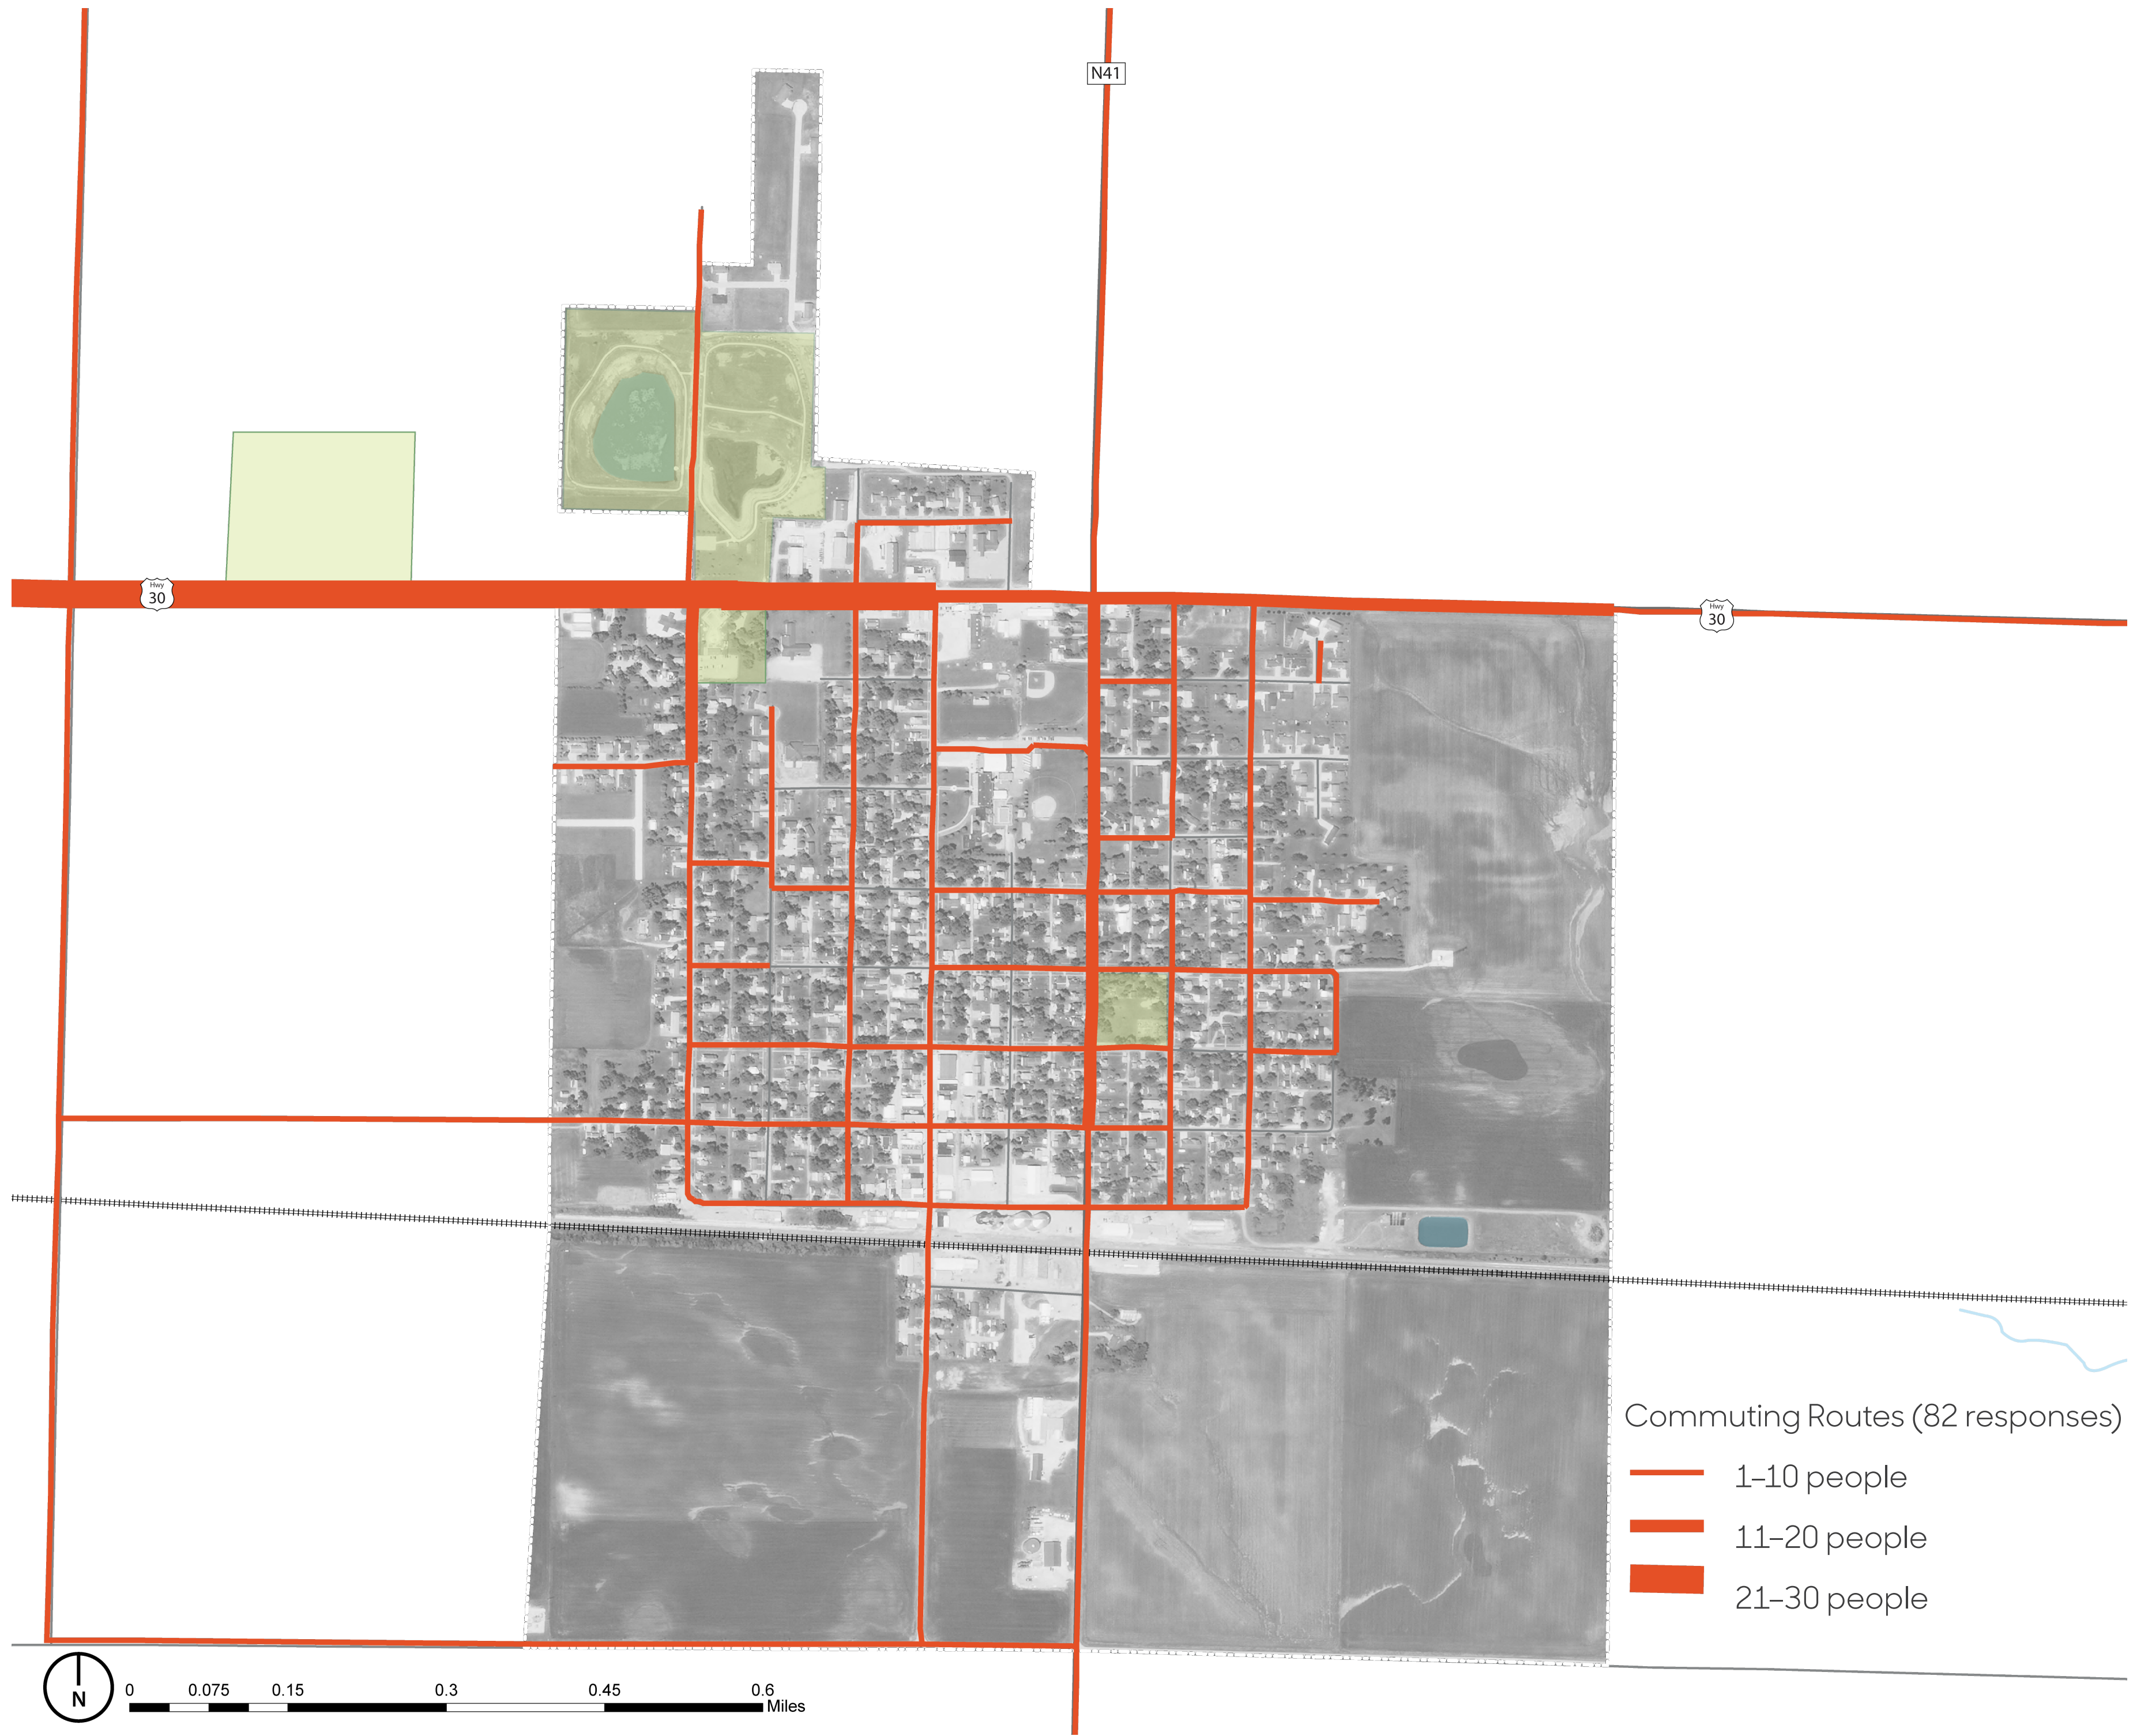 N41
Hwy
30
Hwy
30
Commuting Routes (82 responses)
1–10 people
11–20 people
21–30 people
N
0 0.075 0.15 0.3 0.45 0.6
Miles